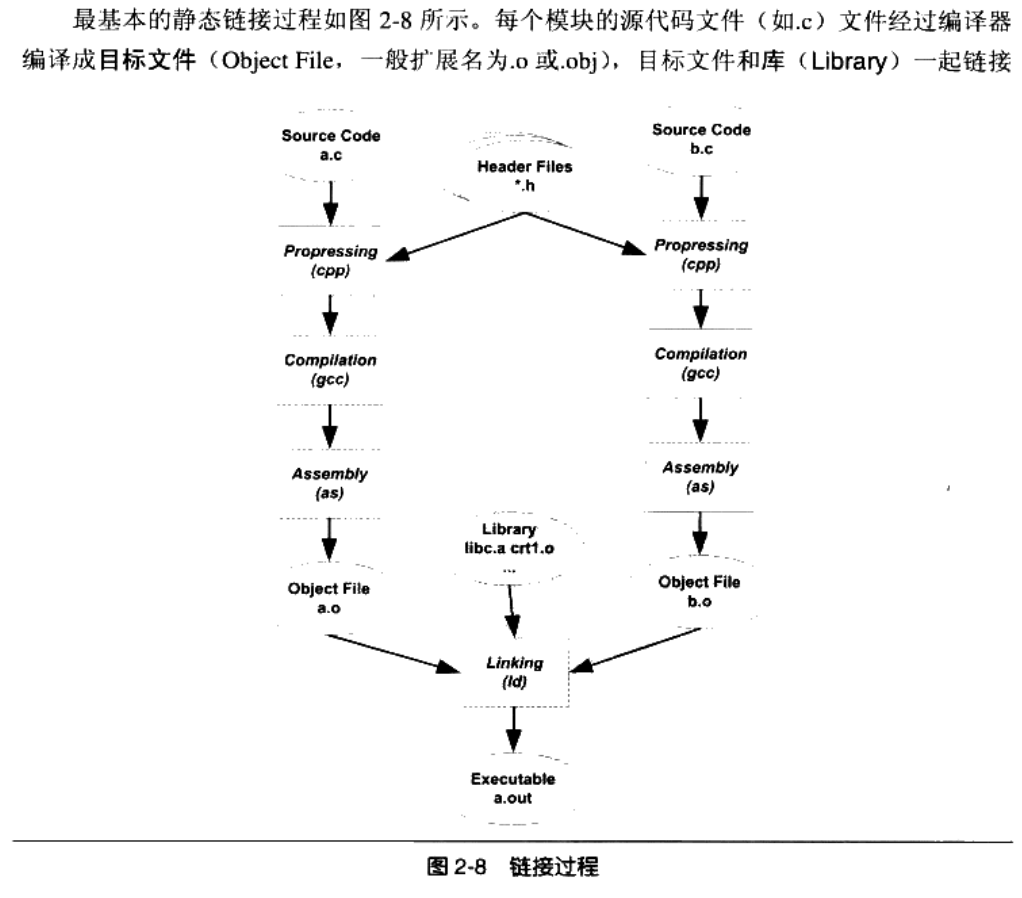 最基本的静态链接过程如图 2-8 所示。每个模块的源代码文件（如.c）文件经过编译器
编译成目标文件（Object File，一般扩展名为.o 或.obj），目标文件和库（Library）一起链接
Source Code
a.c
Header Files
*.h
Source Code
b.c
Propressing
(cpp)
Propressing
(cpp)
Compilation
(gcc)
Compilation
(gcc)
Assembly
(as)
Assembly
(as)
Library
libc.a crt1.o
...
Object File
a.o
Object File
b.o
Linking
(ld)
Executable
a.out
图 2-8 链接过程